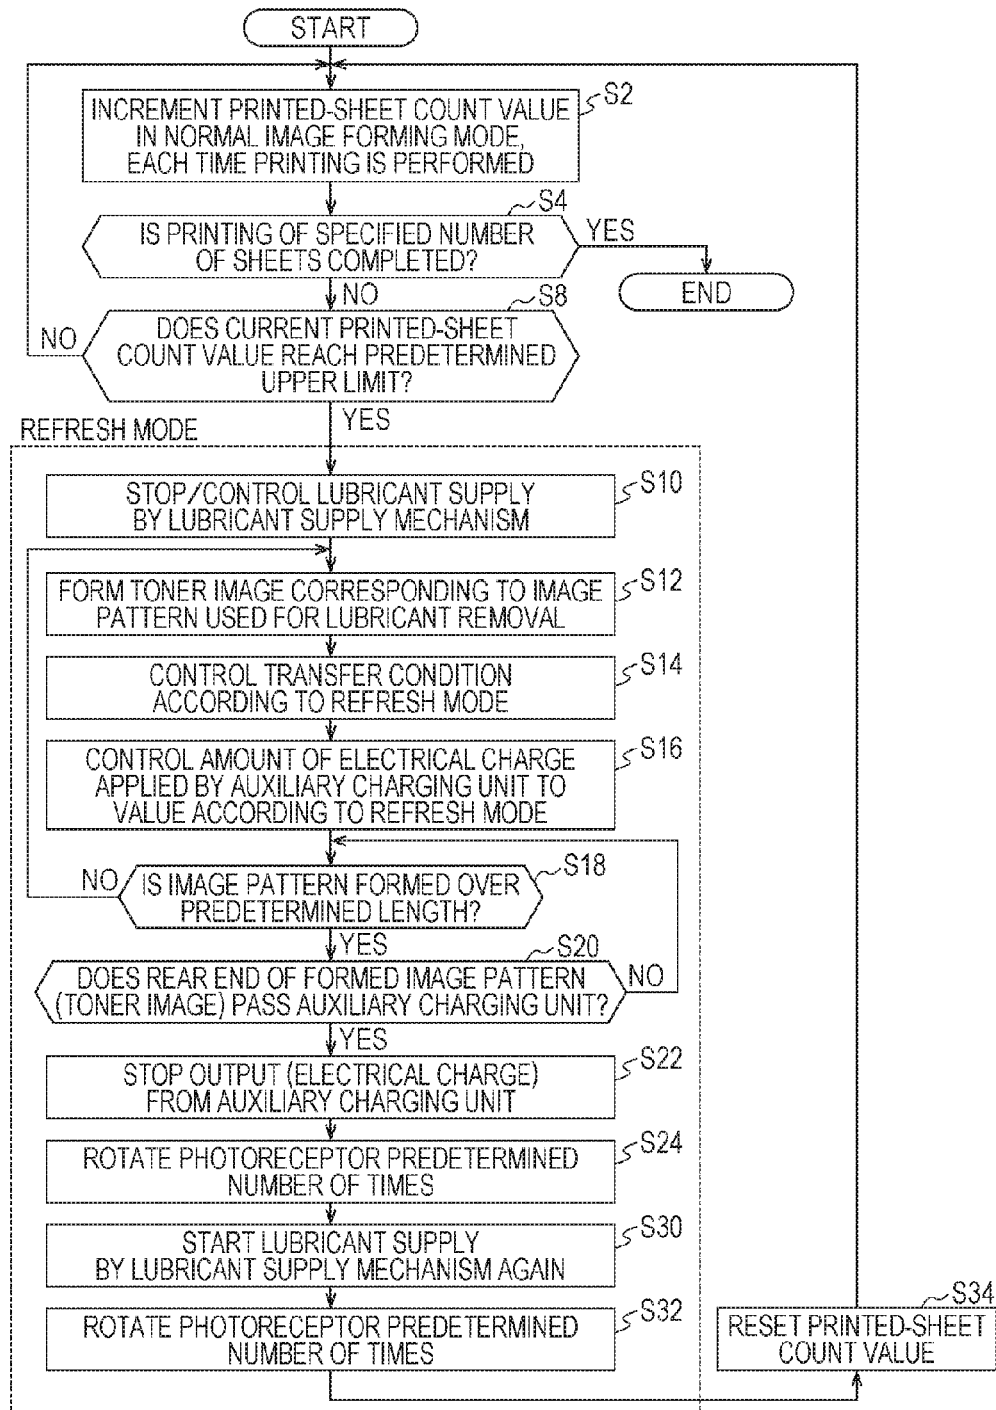 START
S2
INCREMENT PRINTED-SHEET COUNT VALUE
IN NORMAL IMAGE FORMING MODE,
EACH TIME PRINTING IS PERFORMED
S4
IS PRINTING OF SPECIFIED NUMBER
OF SHEETS COMPLETED?
YES
END
NO
S8
DOES CURRENT PRINTED-SHEET
COUNT VALUE REACH PREDETERMINED
UPPER LIMIT?
NO
YES
REFRESH MODE
S10
STOP/CONTROL LUBRICANT SUPPLY
BY LUBRICANT SUPPLY MECHANISM
S12
FORM TONER IMAGE CORRESPONDING TO IMAGE
PATTERN USED FOR LUBRICANT REMOVAL
S14
CONTROL TRANSFER CONDITION
ACCORDING TO REFRESH MODE
S16
CONTROL AMOUNT OF ELECTRICAL CHARGE
APPLIED BY AUXILIARY CHARGING UNIT TO
VALUE ACCORDING TO REFRESH MODE
S18
NO
IS IMAGE PATTERN FORMED OVER
PREDETERMINED LENGTH?
YES
S20
DOES REAR END OF FORMED IMAGE PATTERN
(TONER IMAGE) PASS AUXILIARY CHARGING UNIT?
NO
YES
S22
STOP OUTPUT (ELECTRICAL CHARGE)
FROM AUXILIARY CHARGING UNIT
S24
ROTATE PHOTORECEPTOR PREDETERMINED
NUMBER OF TIMES
S30
START LUBRICANT SUPPLY
BY LUBRICANT SUPPLY MECHANISM AGAIN
S32
ROTATE PHOTORECEPTOR PREDETERMINED
NUMBER OF TIMES
S34
RESET PRINTED-SHEET
COUNT VALUE